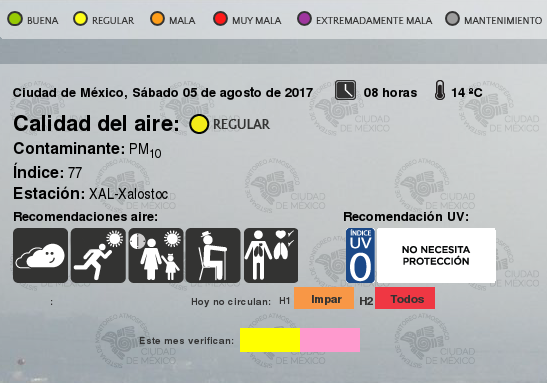 BUENA REGULAR MALA MUY MALA EXTREMADAMENTE MALA MANTENIMIENTO
Ciudad de México, Sábado 05 de agosto de 2017 08 horas 14 ºC
Calidad del aire: REGULAR
Contaminante: PM10
Índice: 77
Estación: XAL-Xalostoc
Recomendaciones aire: Recomendación UV:
ÍNDICE
UV
0
NO NECESITA
PROTECCIÓN
: Hoy no circulan: H1 Impar H2 Todos
Este mes verifican:
CIUDAD
DE MÉXICO